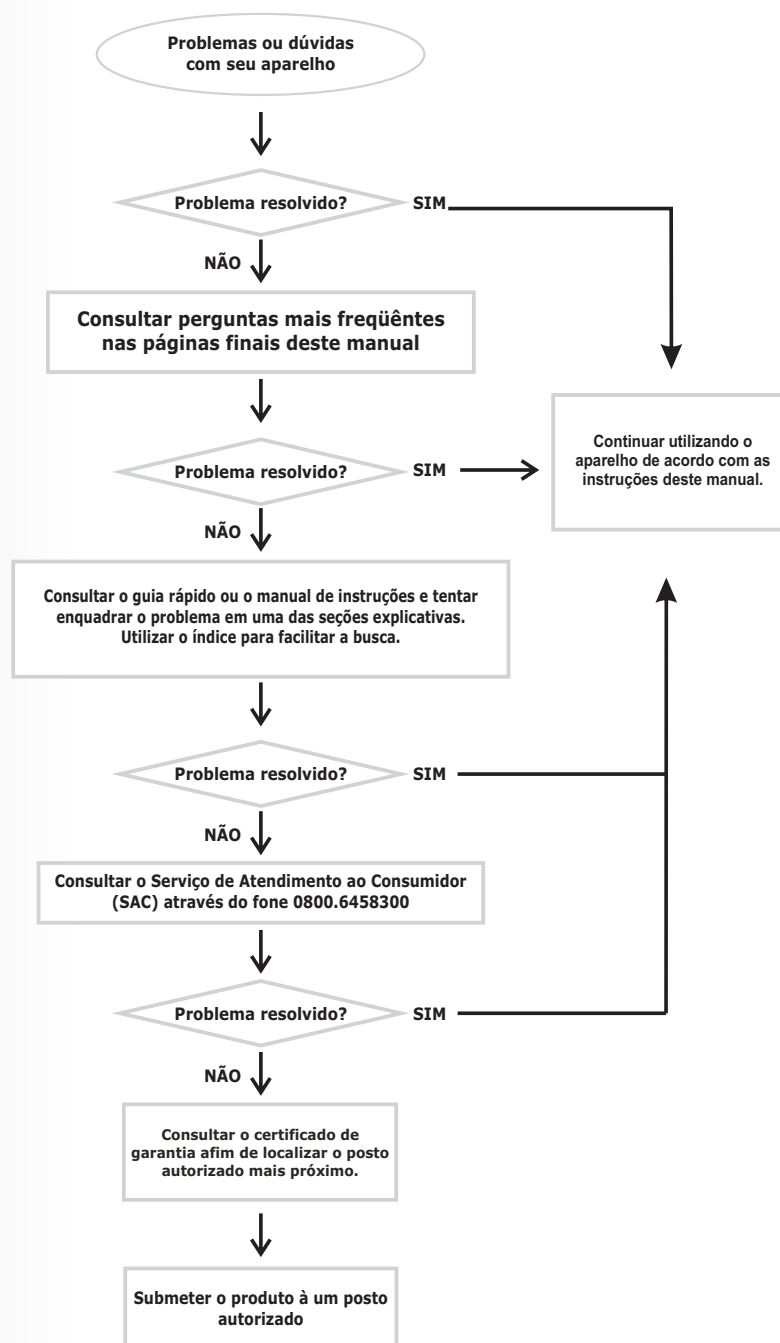 Problemas ou dúvidas
com seu aparelho
Problema resolvido?
SIM
NÃO
Consultar perguntas mais freqüêntes
nas páginas finais deste manual
Continuar utilizando o
aparelho de acordo com as
instruções deste manual.
Problema resolvido?
SIM
NÃO
Consultar o guia rápido ou o manual de instruções e tentar
enquadrar o problema em uma das seções explicativas.
Utilizar o índice para facilitar a busca.
Problema resolvido?
SIM
NÃO
Consultar o Serviço de Atendimento ao Consumidor
(SAC) através do fone 0800.6458300
Problema resolvido?
SIM
NÃO
Consultar o certificado de
garantia afim de localizar o posto
autorizado mais próximo.
Submeter o produto à um posto
autorizado